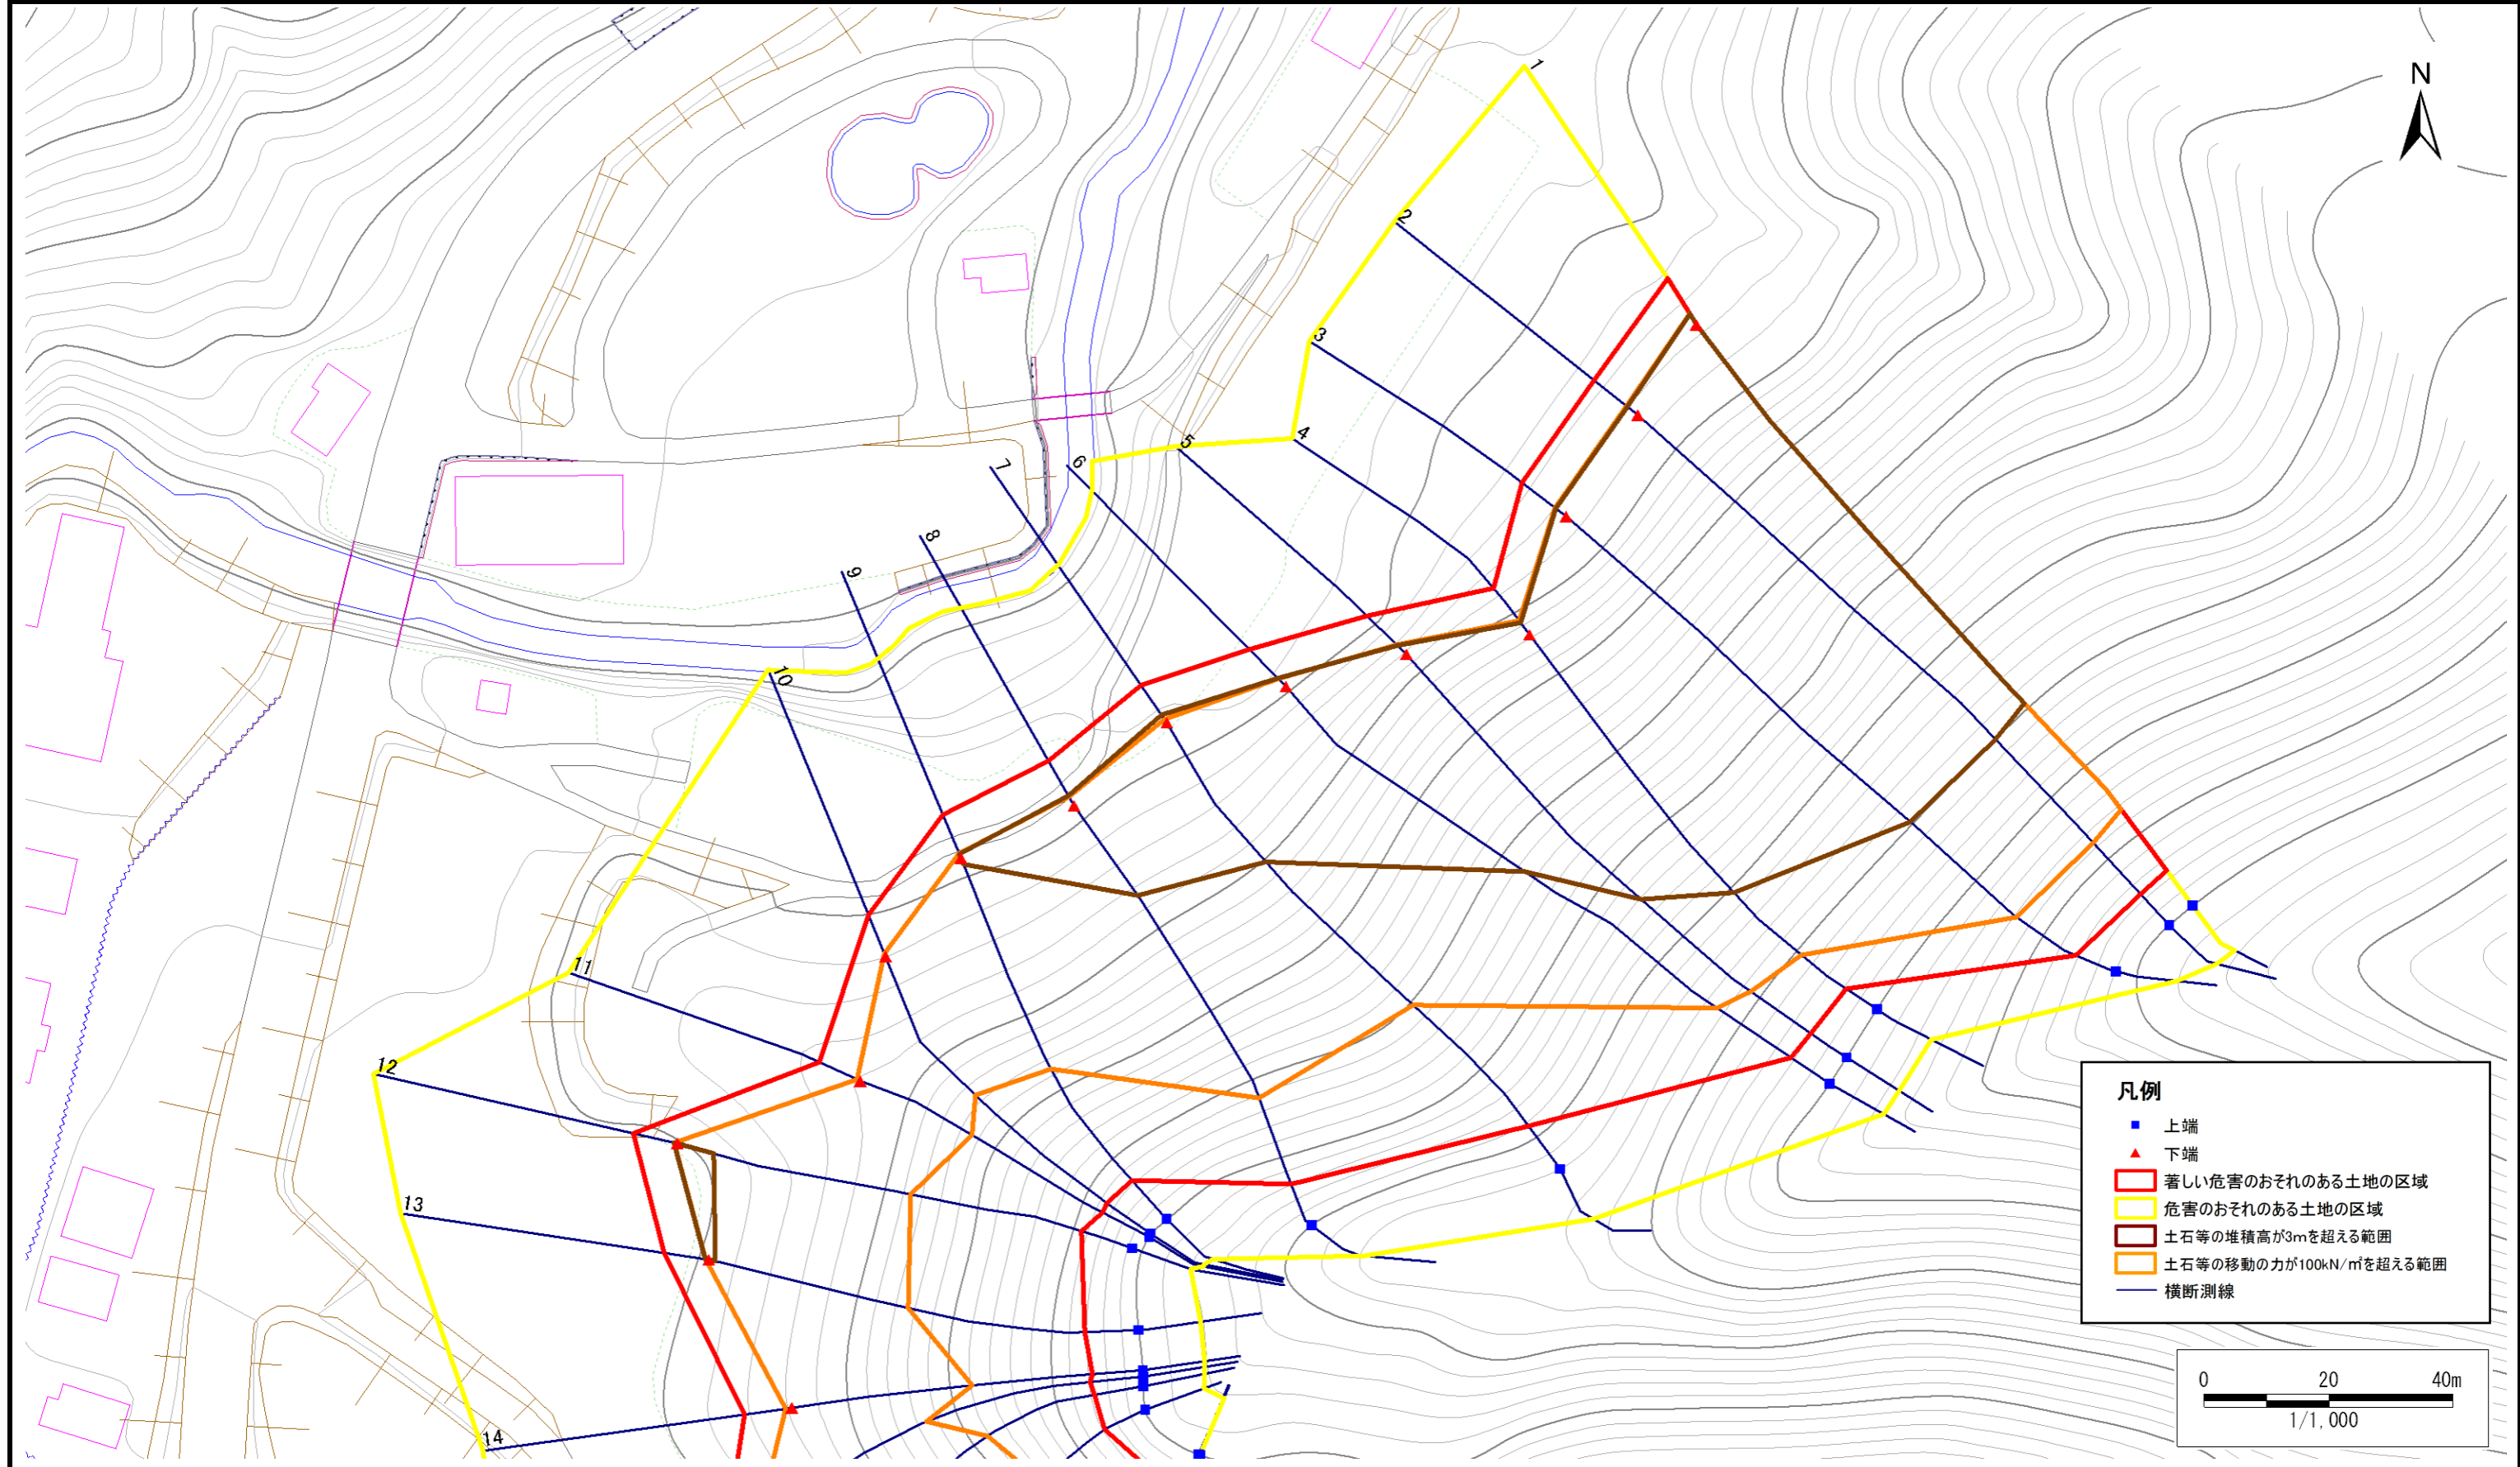 N
1
2
3
4
5
6
7
8
9
10
11
12
13
14
凡例
上端
下端
著しい危害のおそれのある土地の区域
危害のおそれのある土地の区域
土石等の堆積高が3mを超える範囲
土石等の移動の力が100kN/㎡を超える範囲
横断測線
0 20 40m
1/1,000